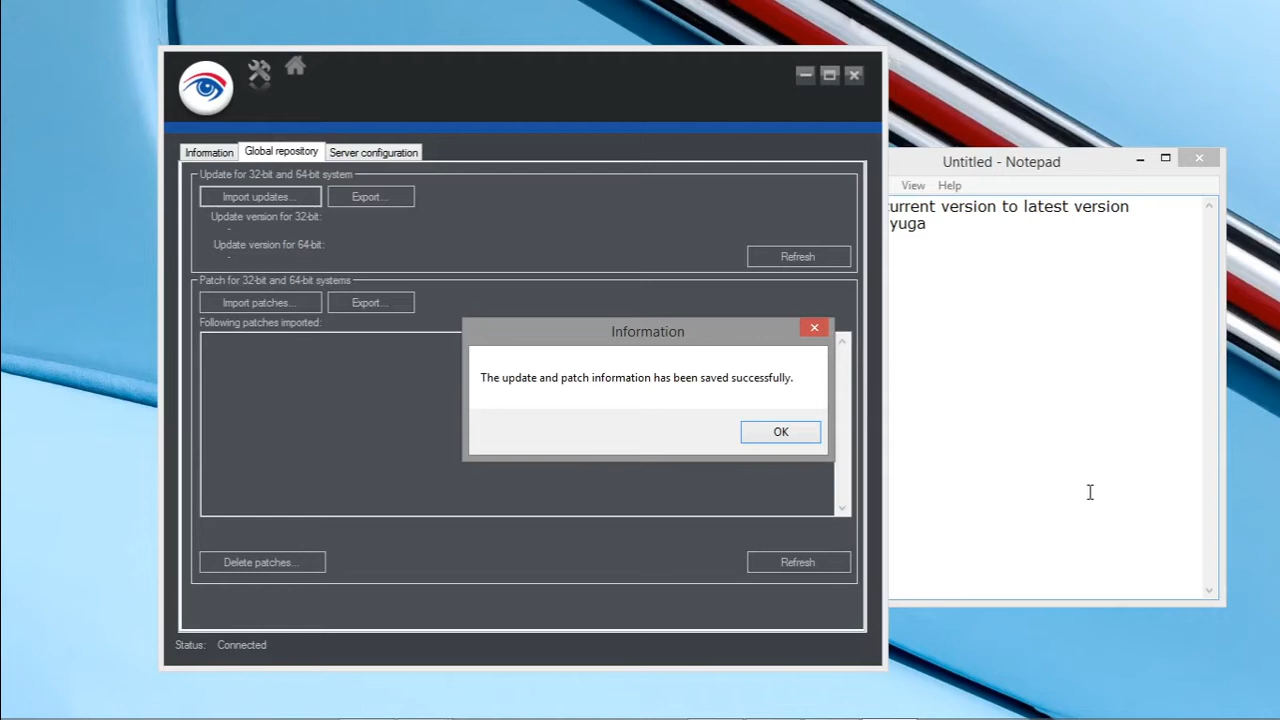 Information
Global repository
Server configuration
Update for 32-bit and 64-bit system
Import updates...
Export...
Update version for 32-bit:
-
Update version for 64-bit:
-
Refresh
Patch for 32-bit and 64-bit systems
Import patches...
Export...
Following patches imported:
Delete patches...
Refresh
Status: Connected
Information
The update and patch information has been saved successfully.
OK
Untitled - Notepad
View Help
urrent version to latest version
yuga